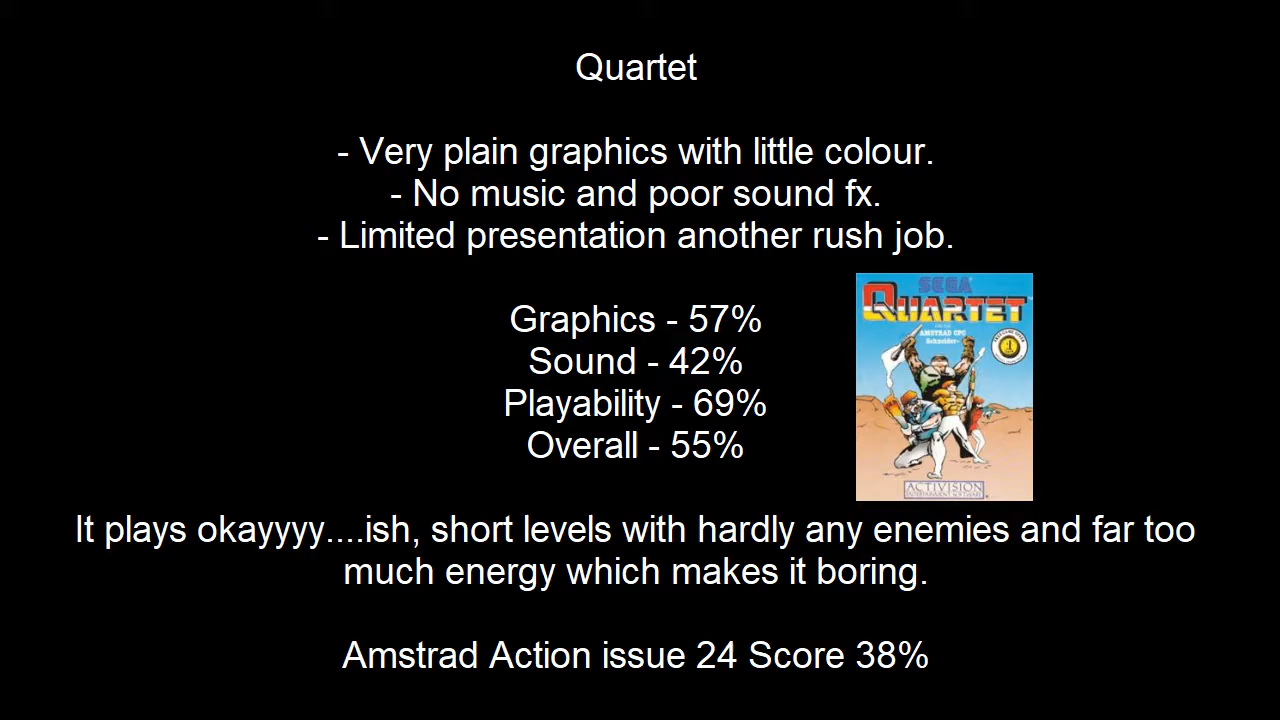 Quartet
- Very plain graphics with little colour.
- No music and poor sound fx.
- Limited presentation another rush job.
Graphics - 57%
Sound - 42%
Playability - 69%
Overall - 55%
SEGA
QUARTET
AMSTRAD CPC
Schneider
1
ACTIVISION
ENTERTAINMENT SOFTWARE
It plays okayyyy....ish, short levels with hardly any enemies and far too
much energy which makes it boring.
Amstrad Action issue 24 Score 38%